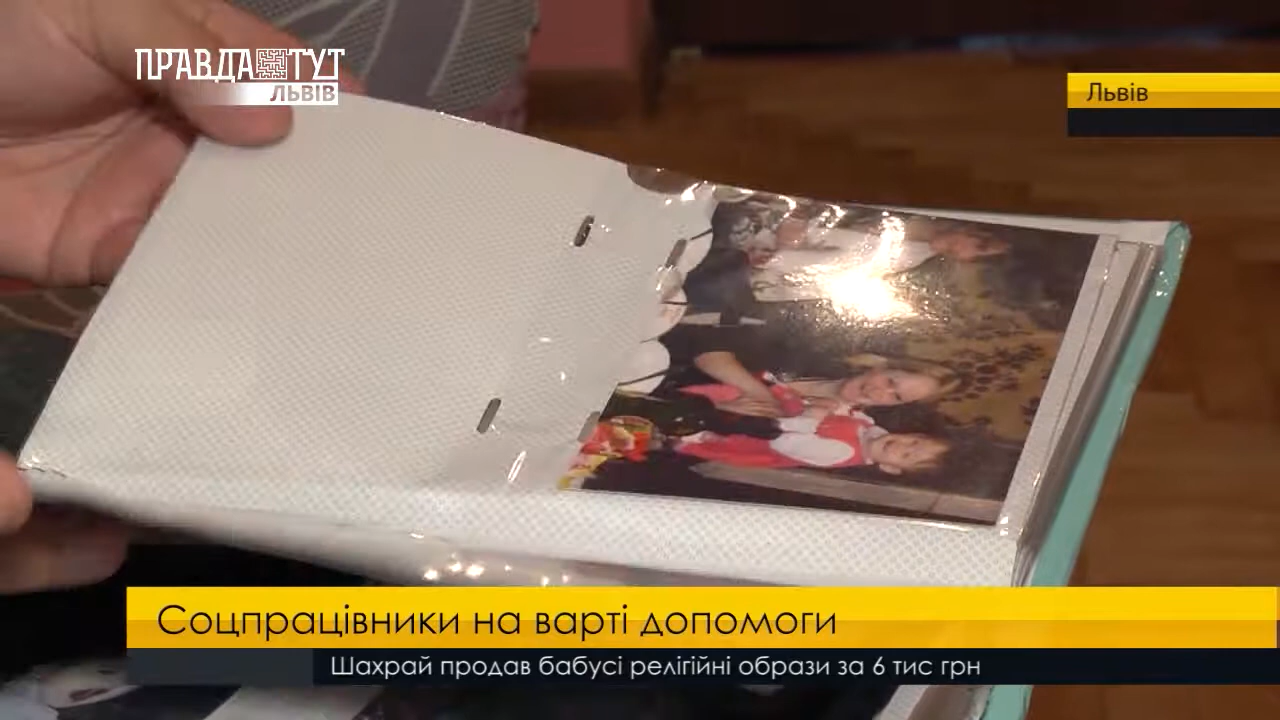 ПРАВДА ТУТ
ЛЬВІВ
Львів
Соцпрацівники на варті допомоги
Шахрай продав бабусі релігійні образи за 6 тис грн